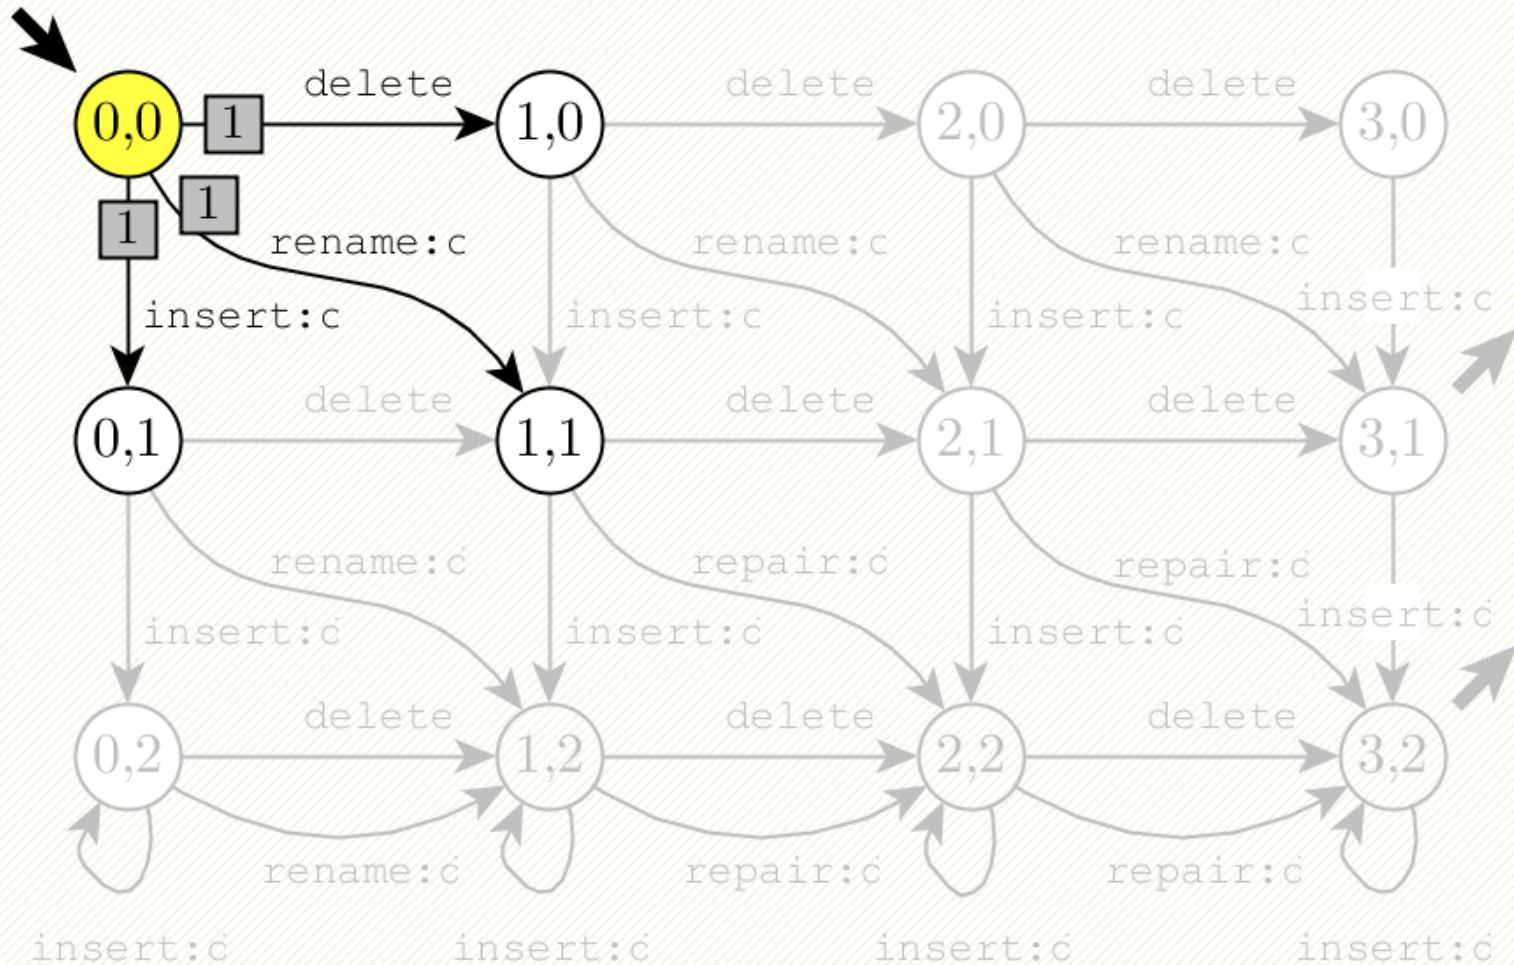 delete delete delete
0,0 1 1,0 2,0 3,0
1 1
rename:c rename:c rename:c
insert:c insert:c insert:c insert:c
delete delete delete
0,1 1,1 2,1 3,1
rename:d repair:d repair:d
insert:d insert:d insert:d insert:d
delete delete delete
0,2 1,2 2,2 3,2
rename:d repair:d repair:d
insert:d insert:d insert:d insert:d